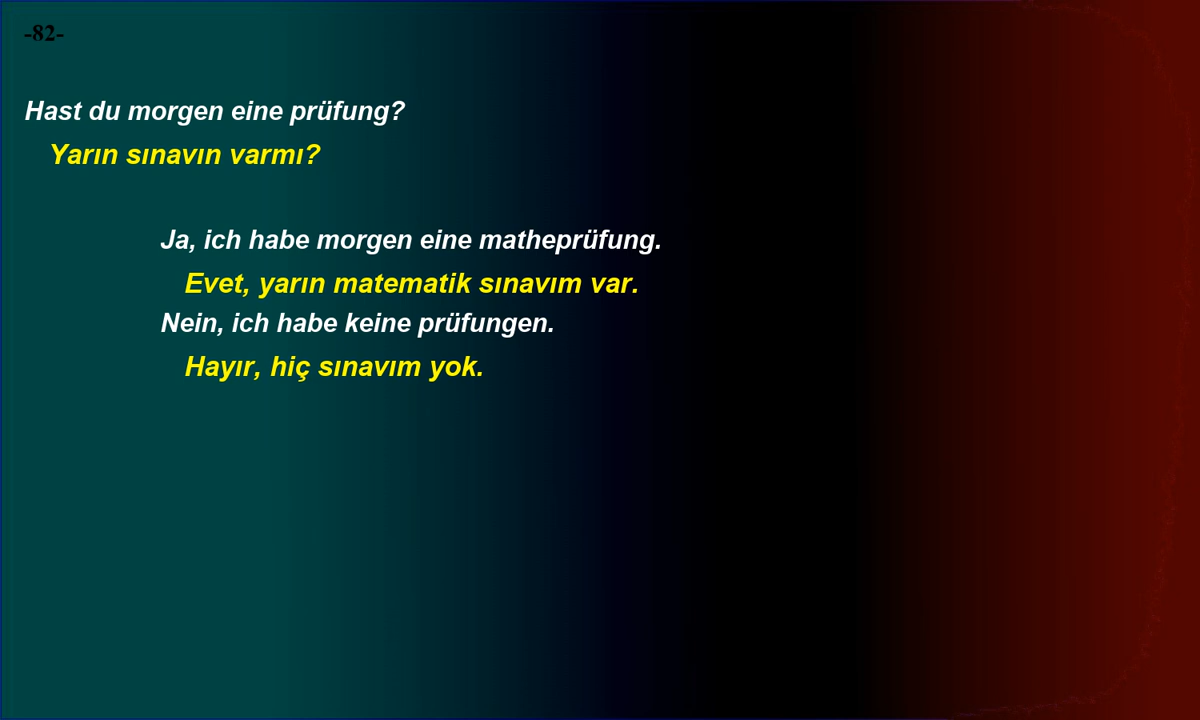 -82-
Hast du morgen eine prüfung?
Yarın sınavın varmı?
Ja, ich habe morgen eine matheprüfung.
Evet, yarın matematik sınavım var.
Nein, ich habe keine prüfungen.
Hayır, hiç sınavım yok.